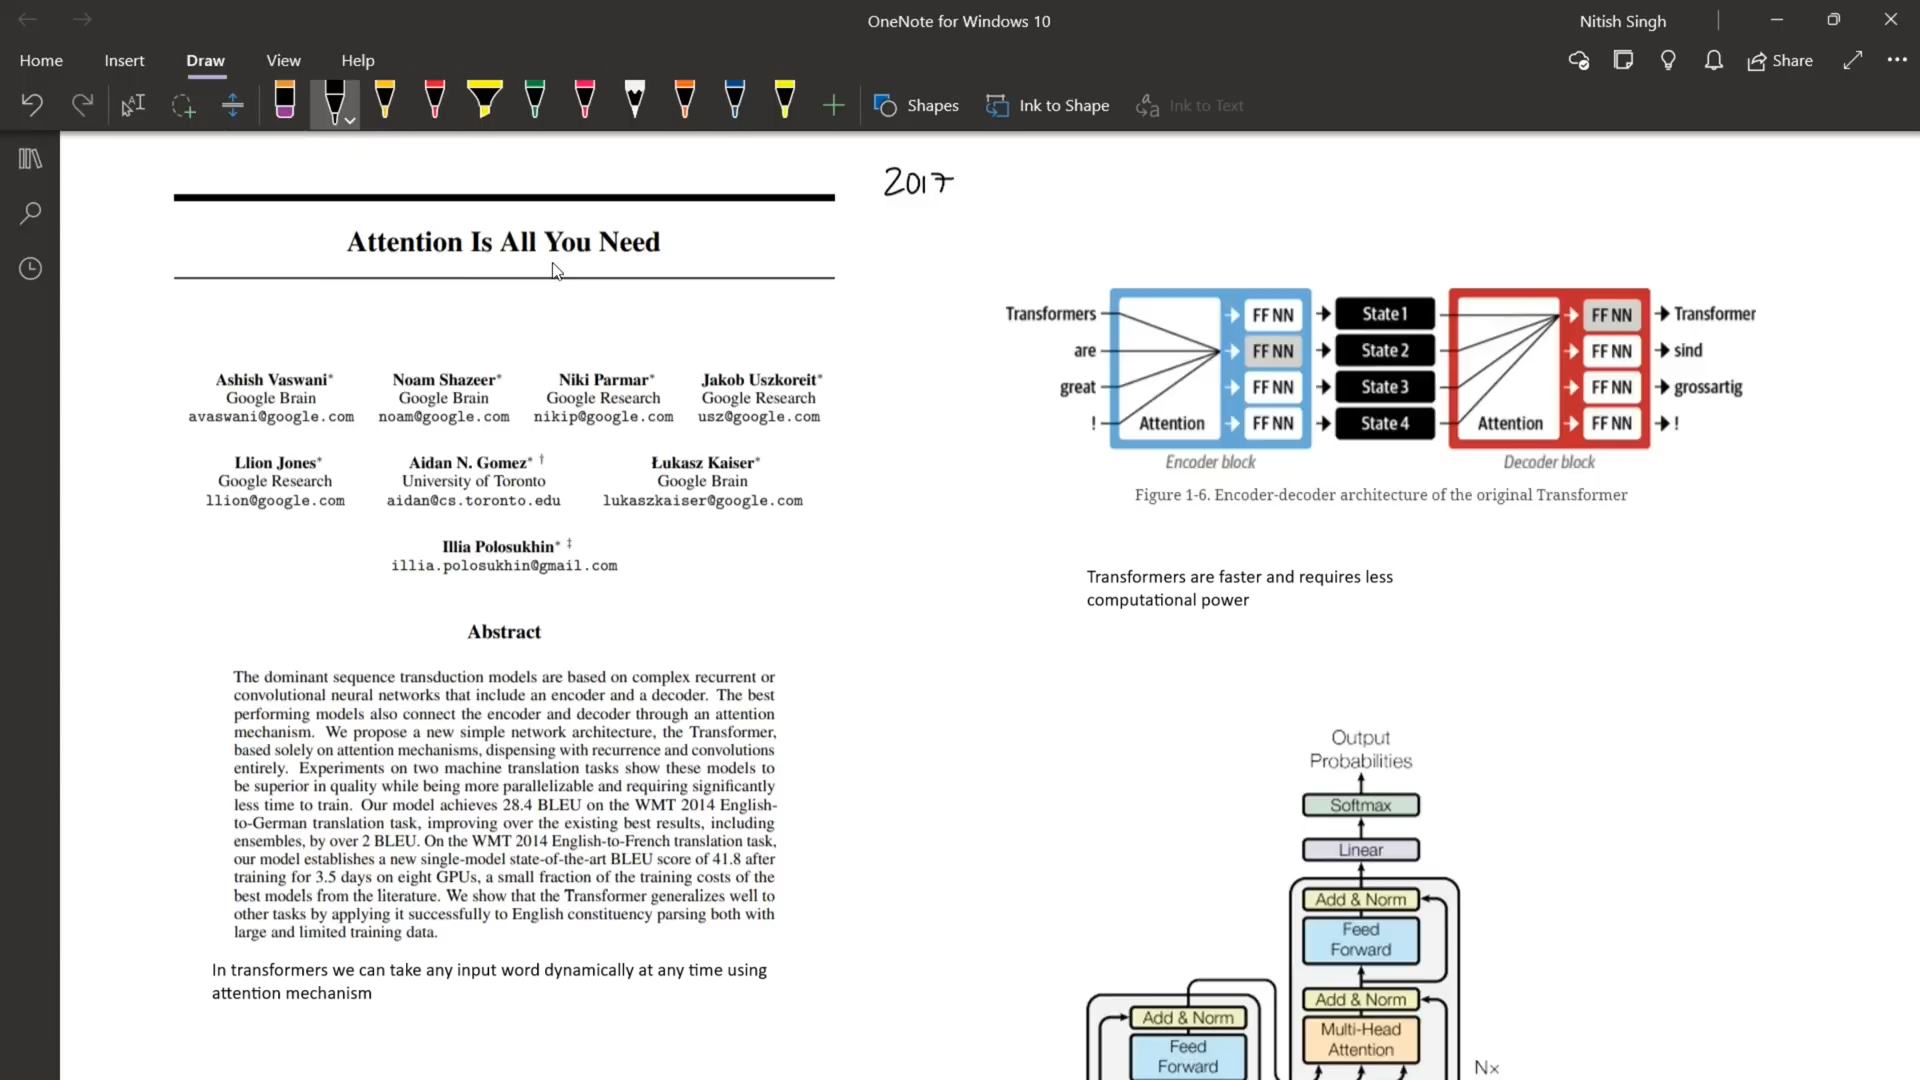 OneNote for Windows 10
Nitish Singh
Home Insert Draw View Help
Share
Shapes Ink to Shape Ink to Text
2017
Attention Is All You Need
Ashish Vaswani* Noam Shazeer* Niki Parmar* Jakob Uszkoreit*
Google Brain Google Brain Google Research Google Research
avaswani@google.com noam@google.com nikip@google.com usz@google.com
Llion Jones* Aidan N. Gomez* † Łukasz Kaiser*
Google Research University of Toronto Google Brain
llion@google.com aidan@cs.toronto.edu lukaszkaiser@google.com
Illia Polosukhin* ‡
illia.polosukhin@gmail.com
Abstract
The dominant sequence transduction models are based on complex recurrent or
convolutional neural networks that include an encoder and a decoder. The best
performing models also connect the encoder and decoder through an attention
mechanism. We propose a new simple network architecture, the Transformer,
based solely on attention mechanisms, dispensing with recurrence and convolutions
entirely. Experiments on two machine translation tasks show these models to
be superior in quality while being more parallelizable and requiring significantly
less time to train. Our model achieves 28.4 BLEU on the WMT 2014 English-
to-German translation task, improving over the existing best results, including
ensembles, by over 2 BLEU. On the WMT 2014 English-to-French translation task,
our model establishes a new single-model state-of-the-art BLEU score of 41.8 after
training for 3.5 days on eight GPUs, a small fraction of the training costs of the
best models from the literature. We show that the Transformer generalizes well to
other tasks by applying it successfully to English constituency parsing both with
large and limited training data.
In transformers we can take any input word dynamically at any time using
attention mechanism
Transformers FF NN State 1 FF NN Transformer
are FF NN State 2 FF NN sind
great FF NN State 3 FF NN grossartig
! Attention FF NN State 4 Attention FF NN !
Encoder block Decoder block
Figure 1-6. Encoder-decoder architecture of the original Transformer
Transformers are faster and requires less
computational power
Output
Probabilities
Softmax
Linear
Add & Norm
Feed
Forward
Add & Norm
Multi-Head
Attention
Nx
Add & Norm
Feed
Forward